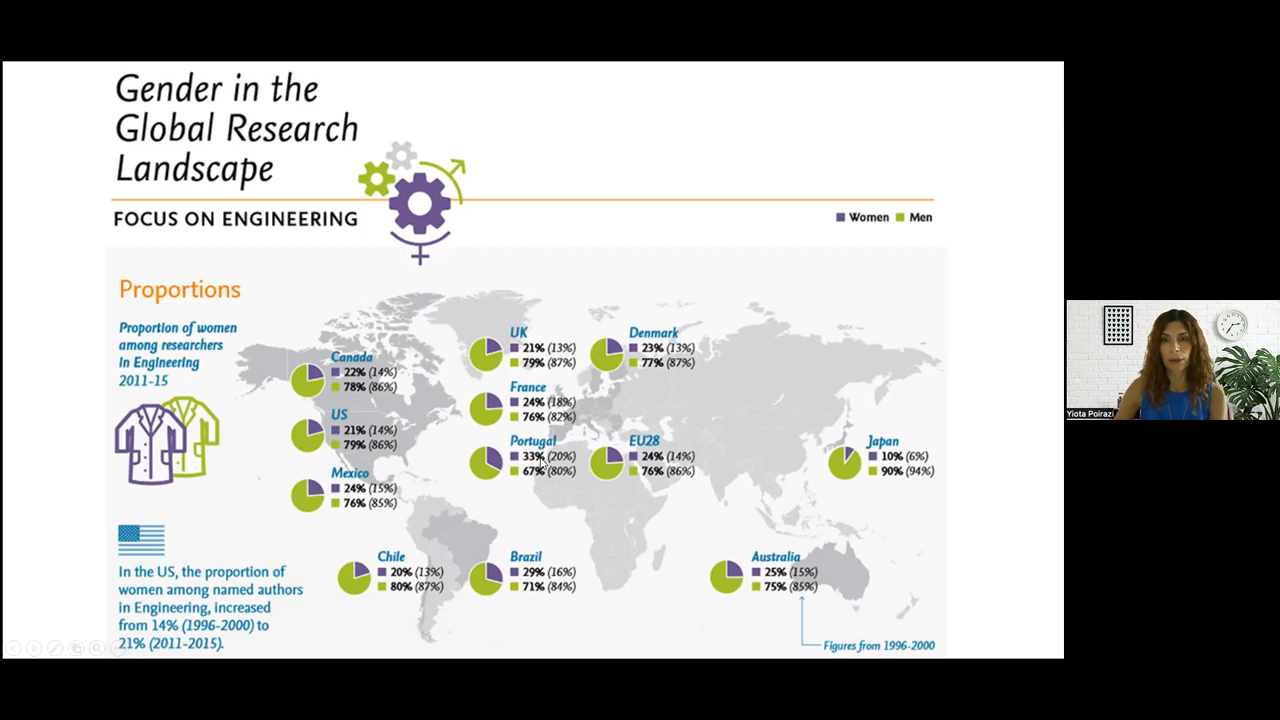 Gender in the
Global Research
Landscape
FOCUS ON ENGINEERING
Women Men
Proportions
Proportion of women
among researchers
in Engineering
2011-15
Canada
22% (14%)
78% (86%)
US
21% (14%)
79% (86%)
Mexico
24% (15%)
76% (85%)
UK
21% (13%)
79% (87%)
France
24% (18%)
76% (82%)
Portugal
33% (20%)
67% (80%)
Denmark
23% (13%)
77% (87%)
EU28
24% (14%)
76% (86%)
Japan
10% (6%)
90% (94%)
Chile
20% (13%)
80% (87%)
Brazil
29% (16%)
71% (84%)
Australia
25% (15%)
75% (85%)
Figures from 1996-2000
In the US, the proportion of
women among named authors
in Engineering, increased
from 14% (1996-2000) to
21% (2011-2015).
Yiota Poirazi